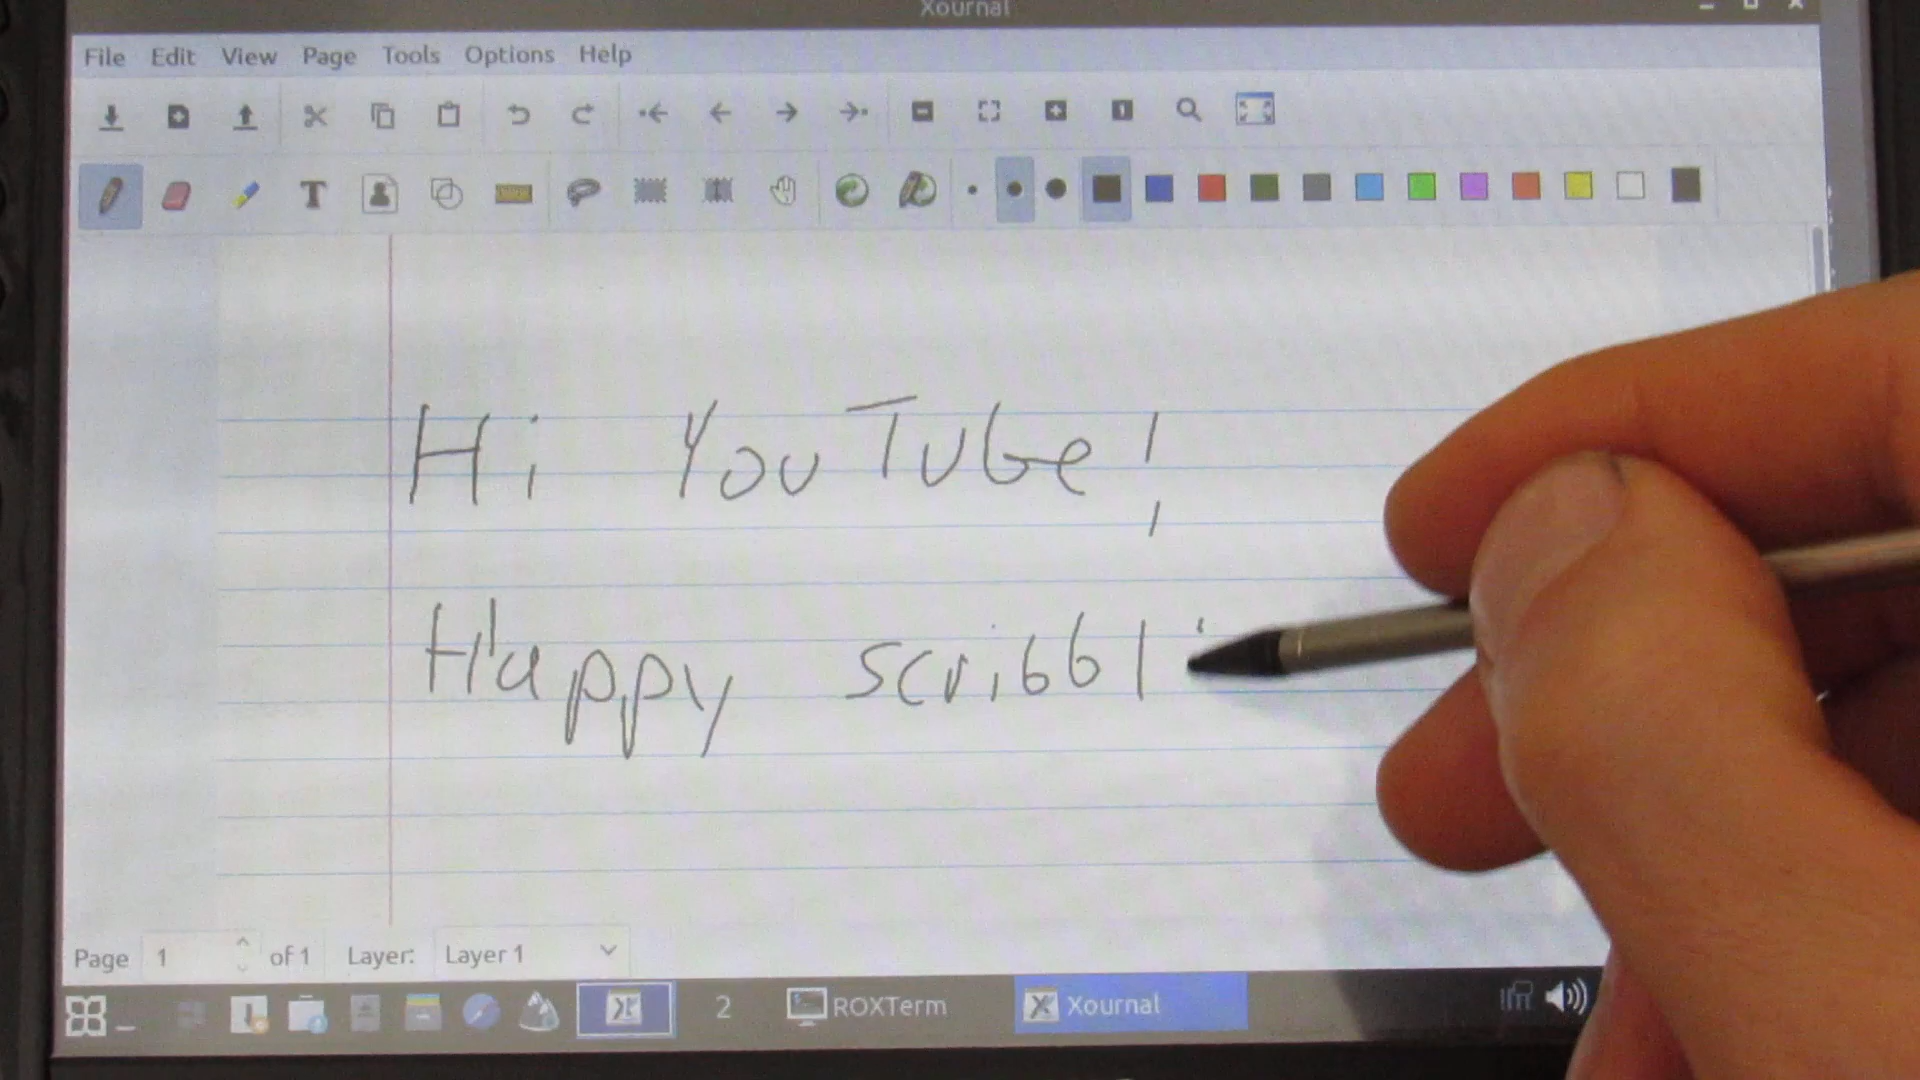 Xournal
File Edit View Page Tools Options Help
T
Hi YouTube!
Happy scribbli
Page 1 of 1 Layer: Layer 1
2 ROXTerm Xournal